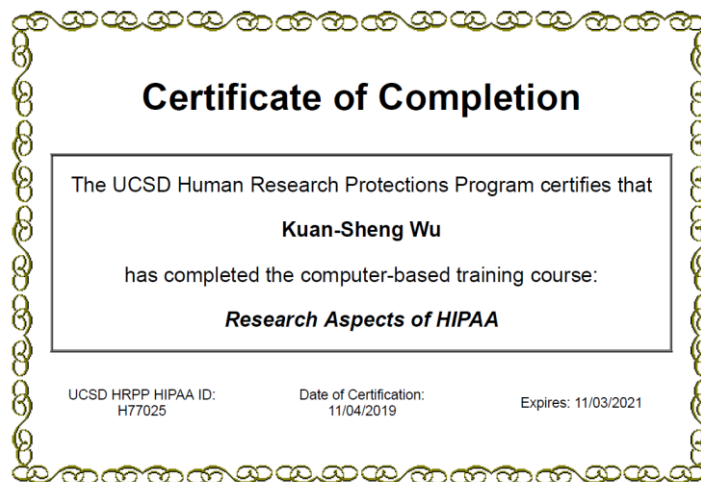 Certificate of Completion
The UCSD Human Research Protections Program certifies that
Kuan-Sheng Wu
has completed the computer-based training course:
Research Aspects of HIPAA
UCSD HRPP HIPAA ID:
H77025
Date of Certification:
11/04/2019
Expires: 11/03/2021